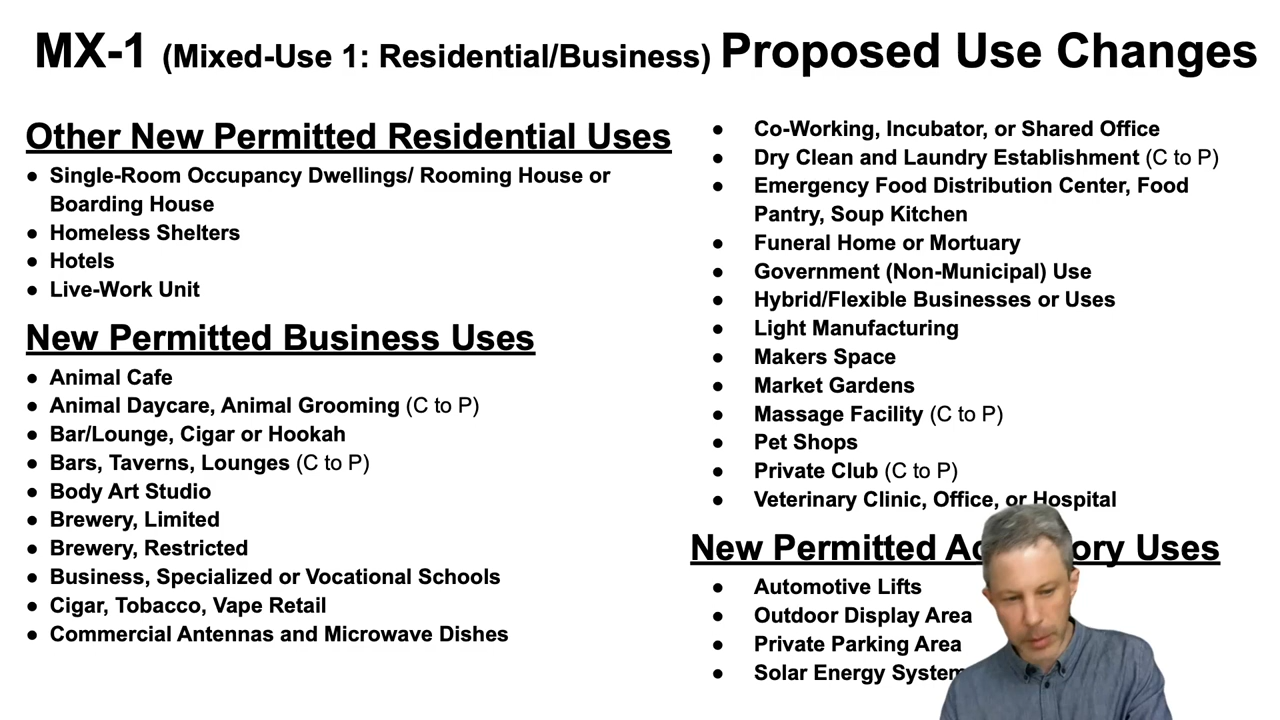 MX-1 (Mixed-Use 1: Residential/Business) Proposed Use Changes
Other New Permitted Residential Uses
● Single-Room Occupancy Dwellings/ Rooming House or
Boarding House
● Homeless Shelters
● Hotels
● Live-Work Unit
New Permitted Business Uses
● Animal Cafe
● Animal Daycare, Animal Grooming (C to P)
● Bar/Lounge, Cigar or Hookah
● Bars, Taverns, Lounges (C to P)
● Body Art Studio
● Brewery, Limited
● Brewery, Restricted
● Business, Specialized or Vocational Schools
● Cigar, Tobacco, Vape Retail
● Commercial Antennas and Microwave Dishes
● Co-Working, Incubator, or Shared Office
● Dry Clean and Laundry Establishment (C to P)
● Emergency Food Distribution Center, Food
Pantry, Soup Kitchen
● Funeral Home or Mortuary
● Government (Non-Municipal) Use
● Hybrid/Flexible Businesses or Uses
● Light Manufacturing
● Makers Space
● Market Gardens
● Massage Facility (C to P)
● Pet Shops
● Private Club (C to P)
● Veterinary Clinic, Office, or Hospital
New Permitted Uses
● Automotive Lifts
● Outdoor Display Area
● Private Parking Area
● Solar Energy System